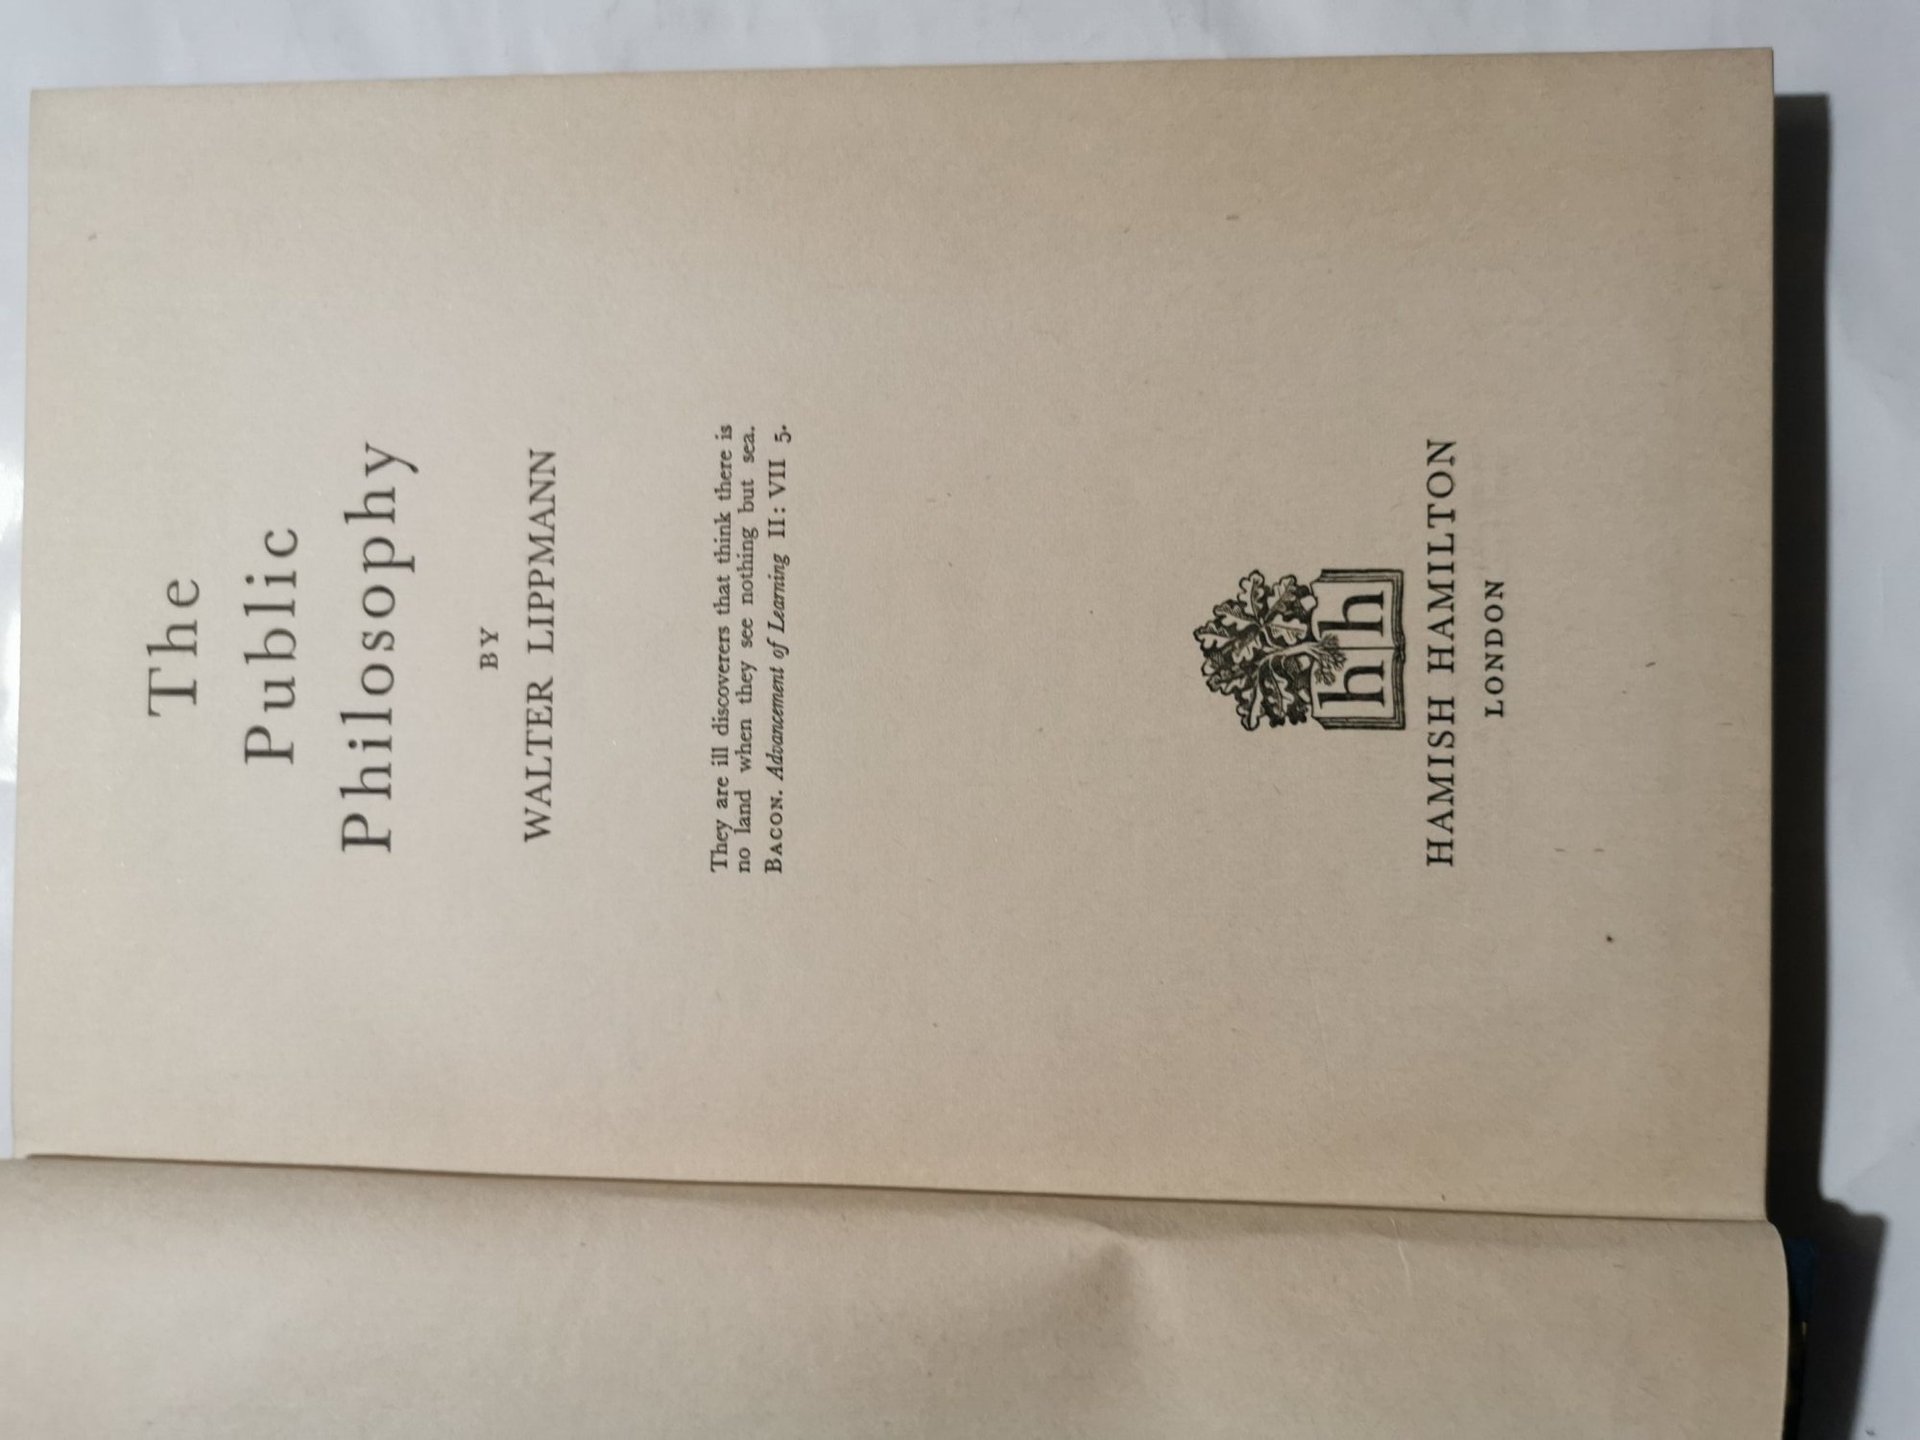 The
Public
Philosophy
BY
WALTER LIPPMANN
They are ill discoverers that think there is
no land when they see nothing but sea.
BACON. Advancement of Learning II: VII 5.
h h
HAMISH HAMILTON
LONDON